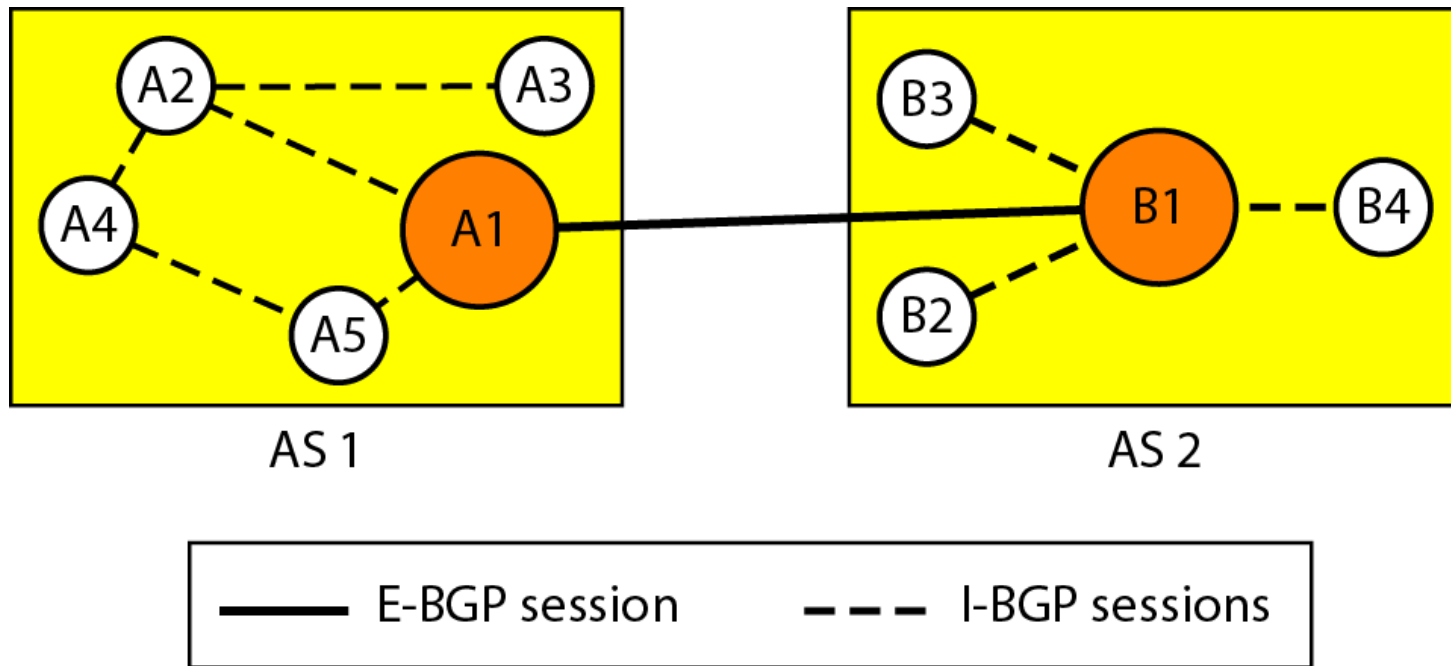 A2
A3
B3
A4
A1
B1
B4
A5
B2
AS 1
AS 2
E-BGP session
I-BGP sessions